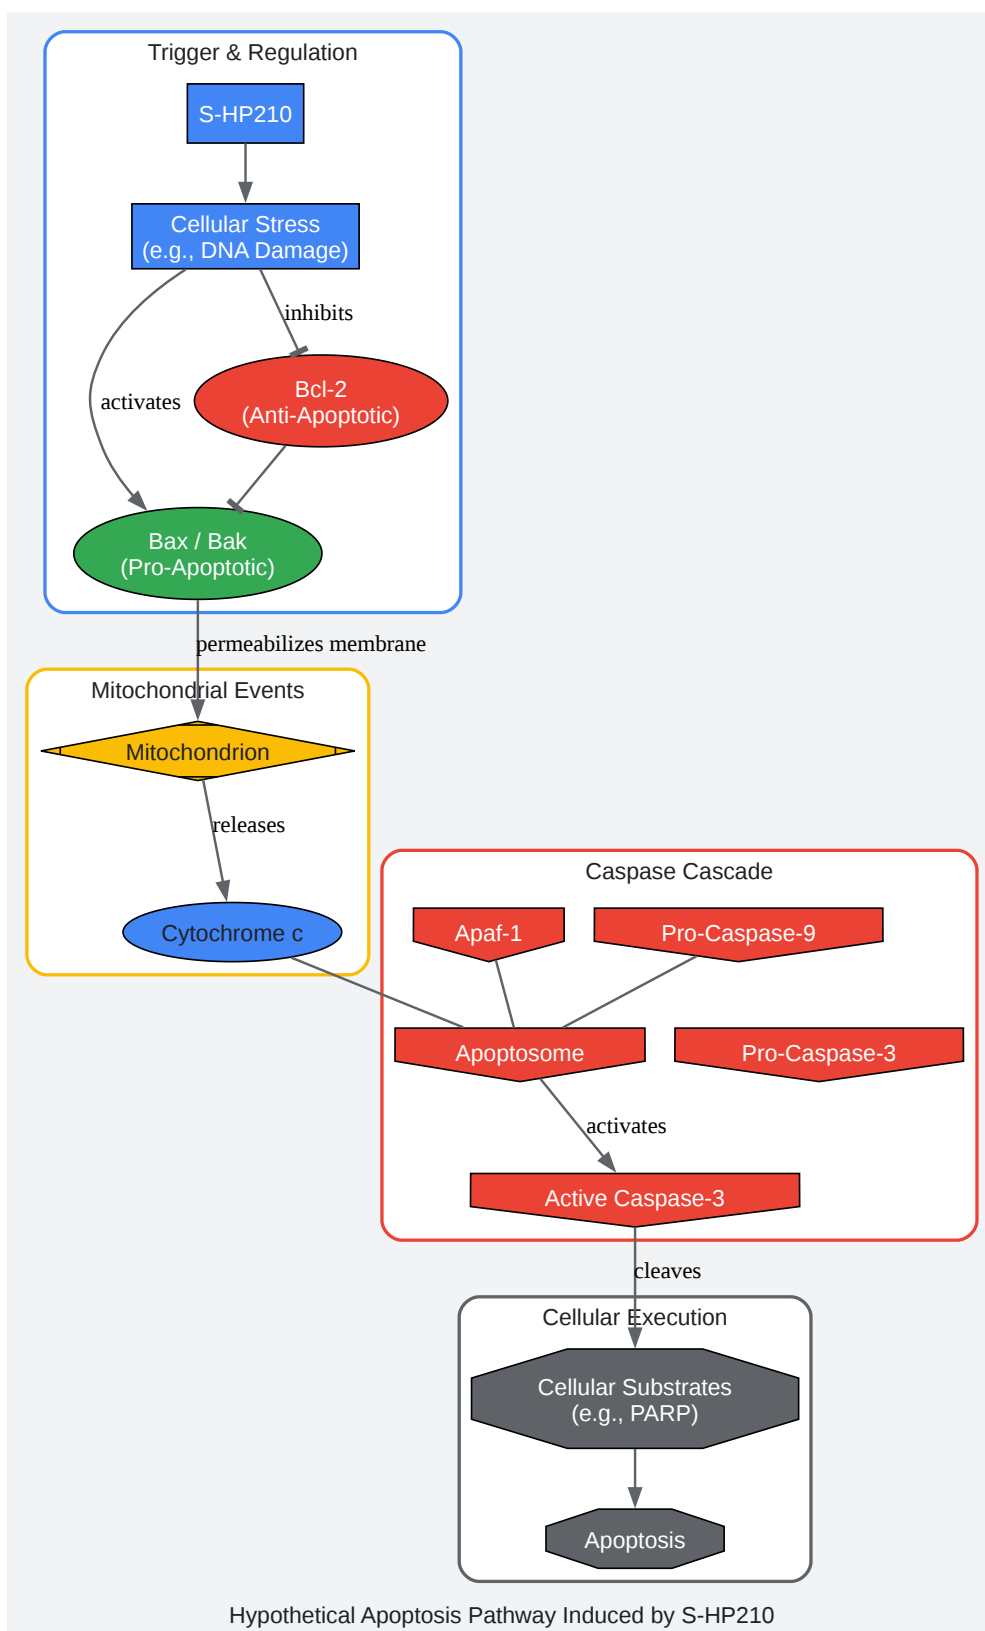 Trigger & Regulation
S-HP210
Cellular Stress
(e.g., DNA Damage)
inhibits
Bcl-2
(Anti-Apoptotic)
activates
Bax / Bak
(Pro-Apoptotic)
permeabilizes membrane
Mitochondrial Events
Mitochondrion
releases
Cytochrome c
Caspase Cascade
Apaf-1
Pro-Caspase-9
Apoptosome
Pro-Caspase-3
activates
Active Caspase-3
cleaves
Cellular Execution
Cellular Substrates
(e.g., PARP)
Apoptosis
Hypothetical Apoptosis Pathway Induced by S-HP210